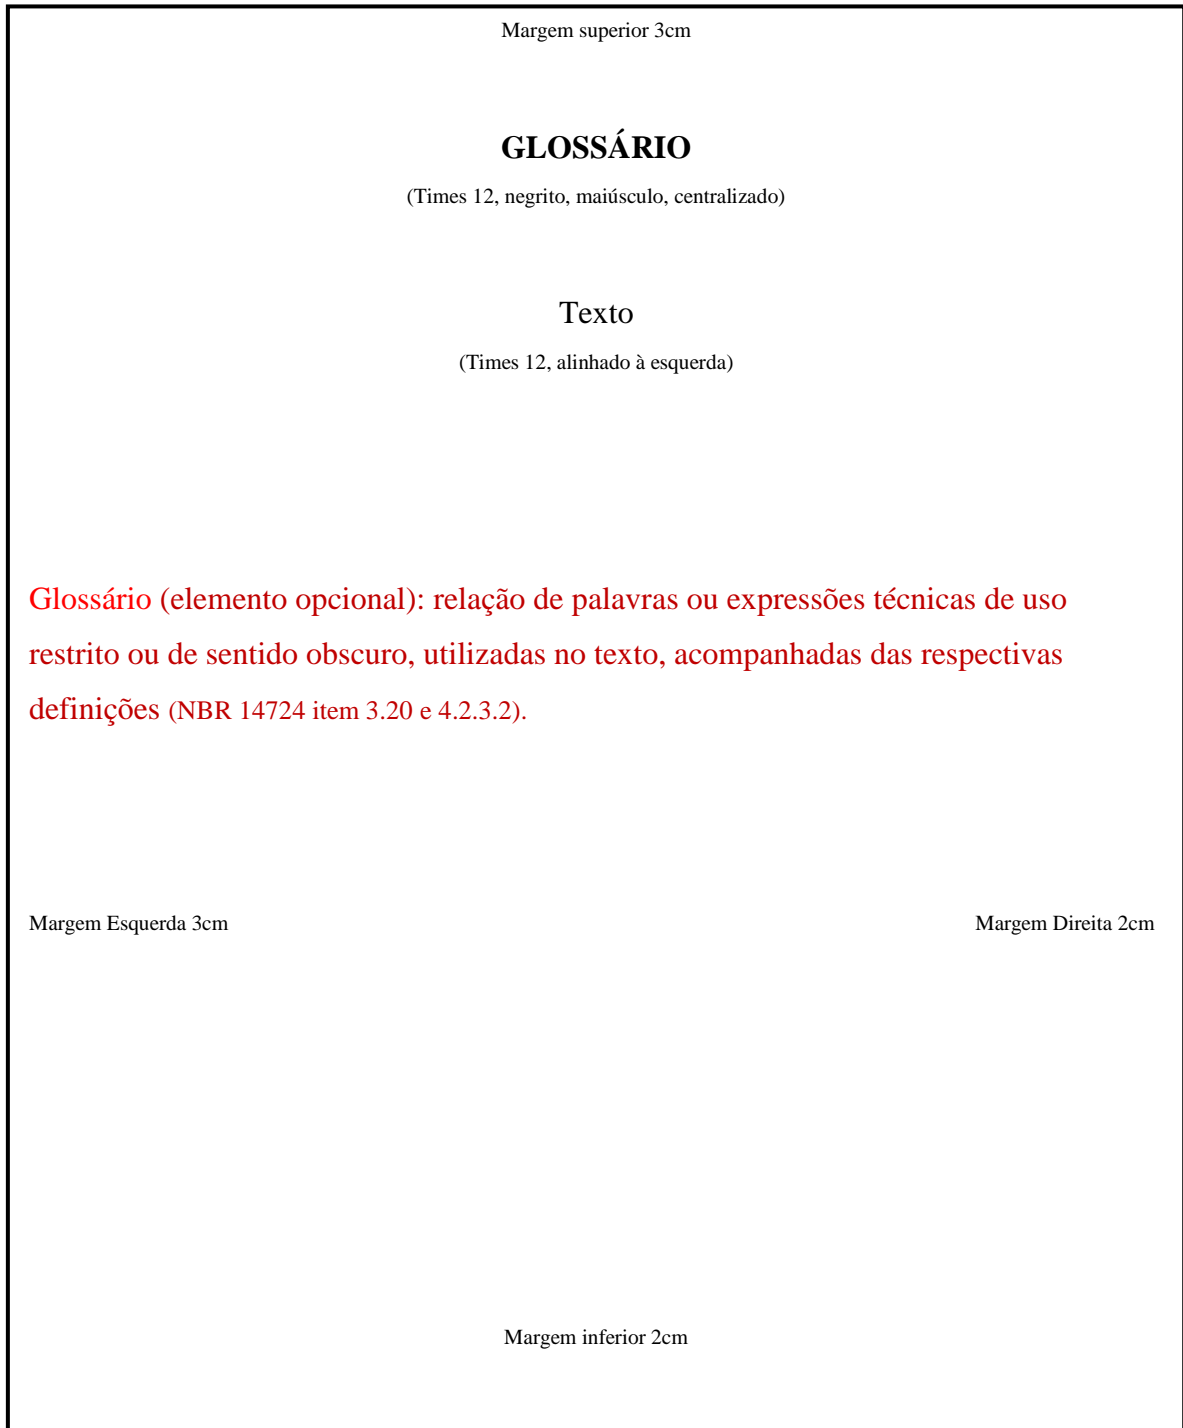 Margem superior 3cm
GLOSSÁRIO
(Times 12, negrito, maiúsculo, centralizado)
Texto
(Times 12, alinhado à esquerda)
Glossário (elemento opcional): relação de palavras ou expressões técnicas de uso
restrito ou de sentido obscuro, utilizadas no texto, acompanhadas das respectivas
definições (NBR 14724 item 3.20 e 4.2.3.2).
Margem Esquerda 3cm Margem Direita 2cm
Margem inferior 2cm